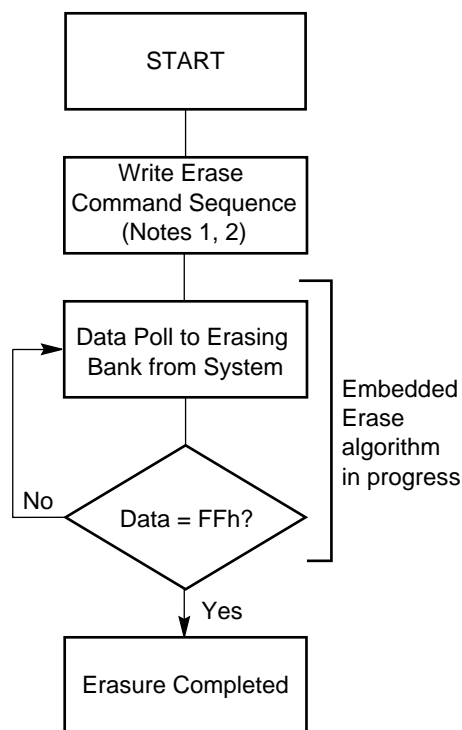 START
Write Erase
Command Sequence
(Notes 1, 2)
Data Poll to Erasing
Bank from System
Embedded
Erase
algorithm
in progress
No
Data = FFh?
Yes
Erasure Completed